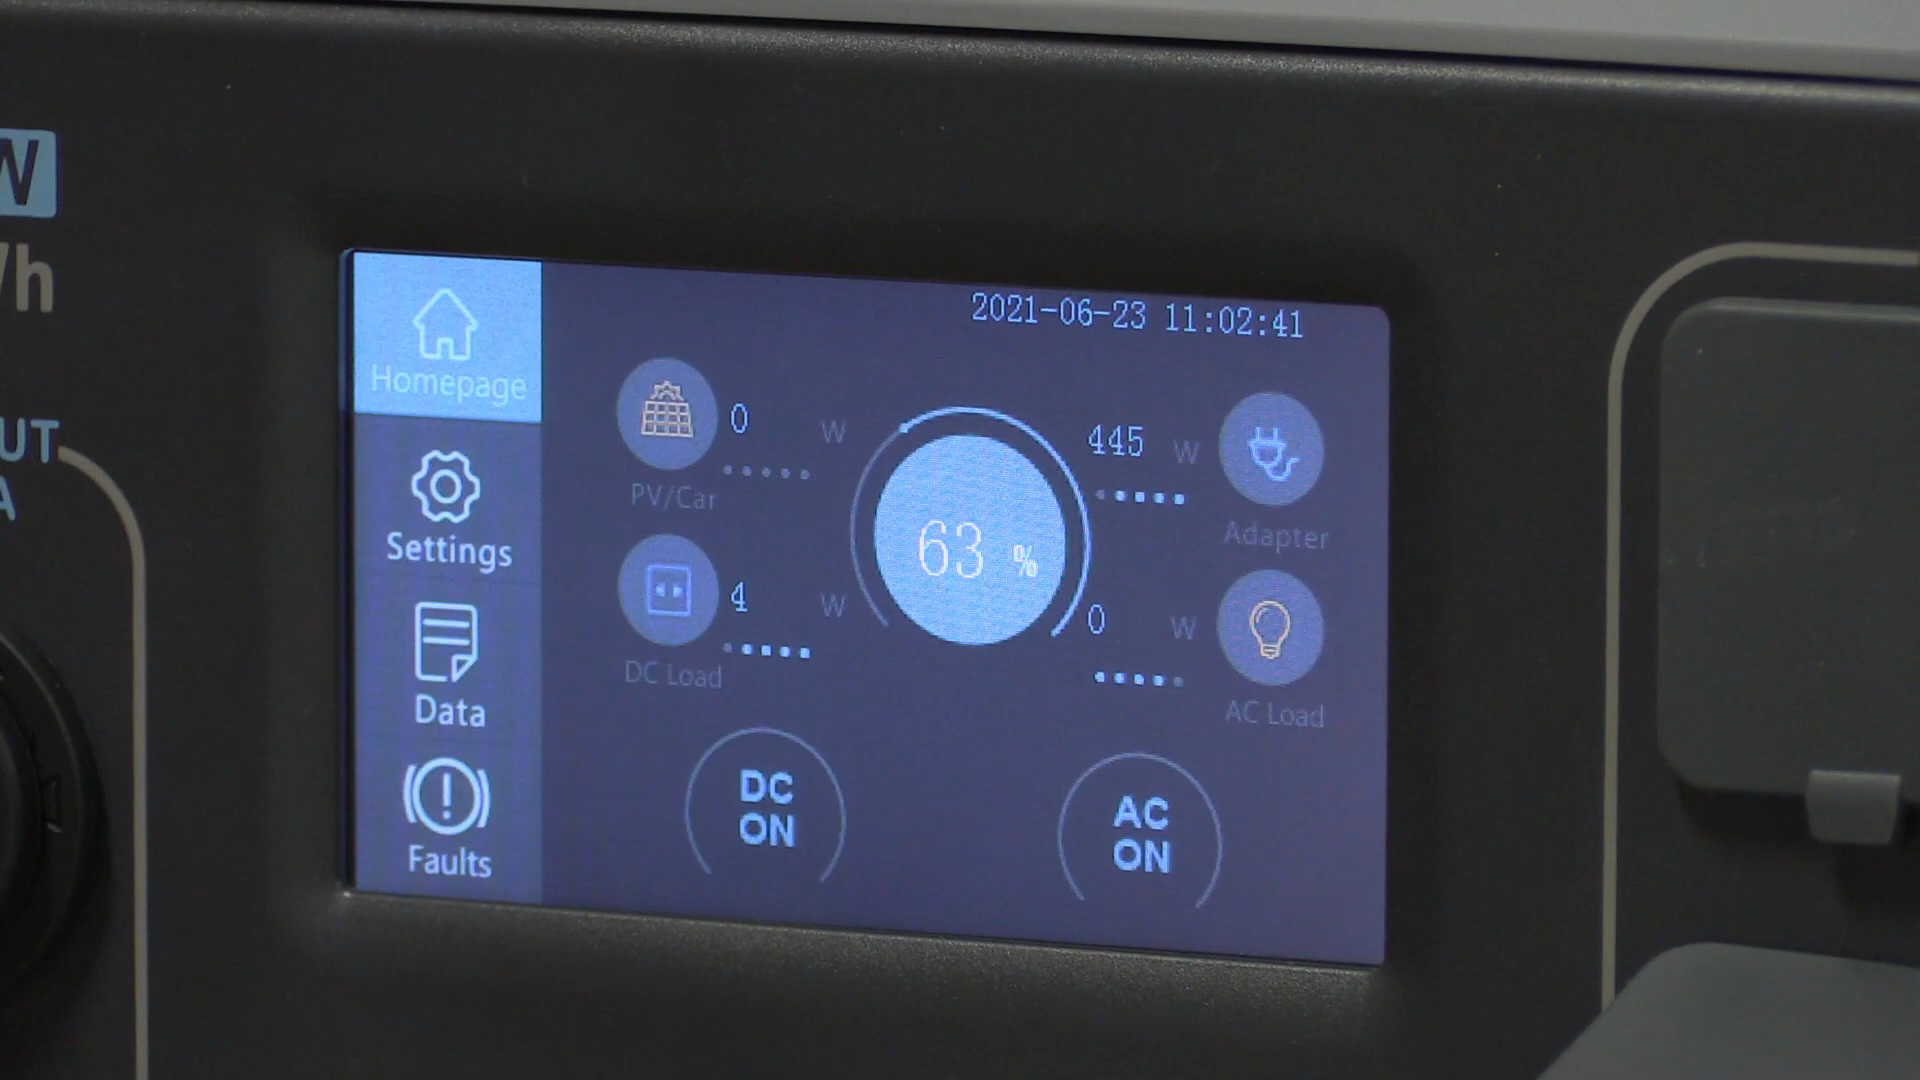 W
/h
UT
A
2021-06-23 11:02:41
Homepage
Settings
Data
Faults
0 W
PV/Car
445 W
Adapter
63 %
4 W
DC Load
0 W
AC Load
DC
ON
AC
ON